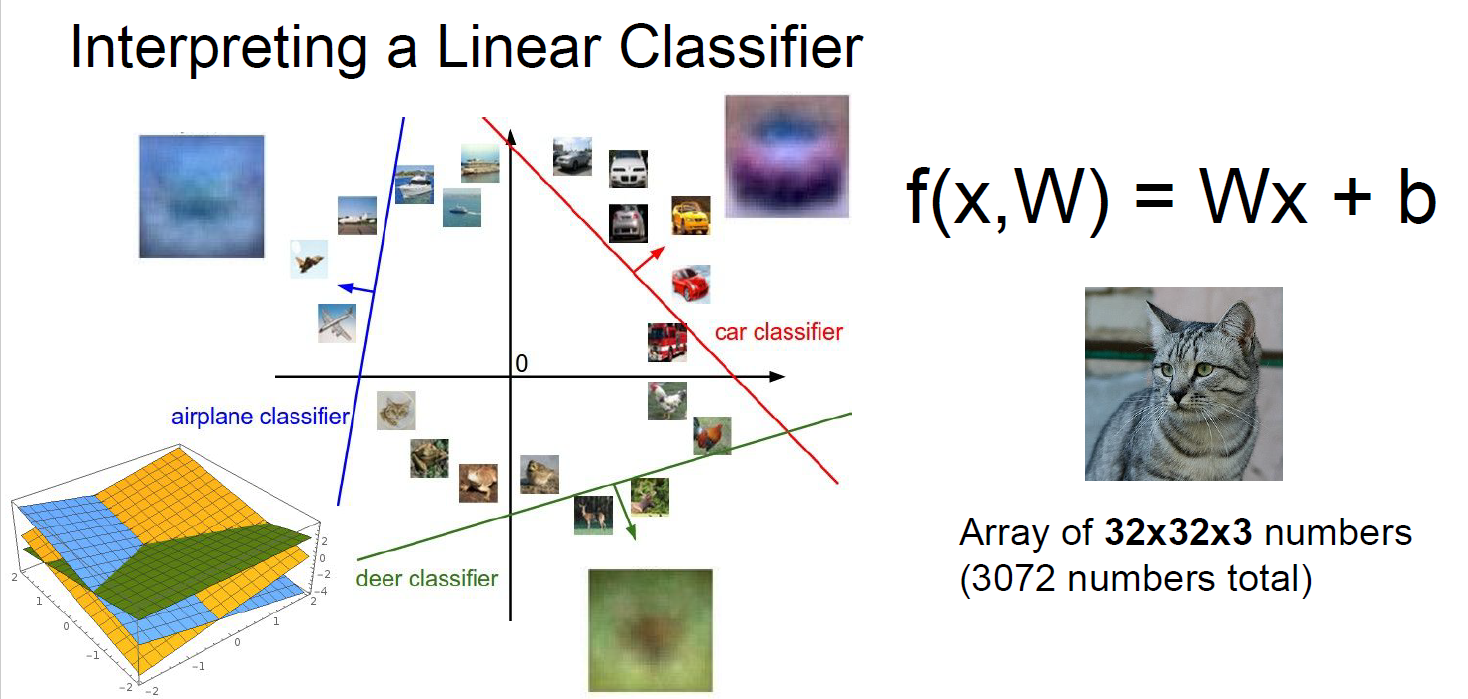 Interpreting a Linear Classifier
f(x,W) = Wx + b
car classifier
0
airplane classifier
deer classifier
Array of 32x32x3 numbers
(3072 numbers total)
2
1
0
−1
−2
−2
−1
0
1
2
2
0
−2
−4